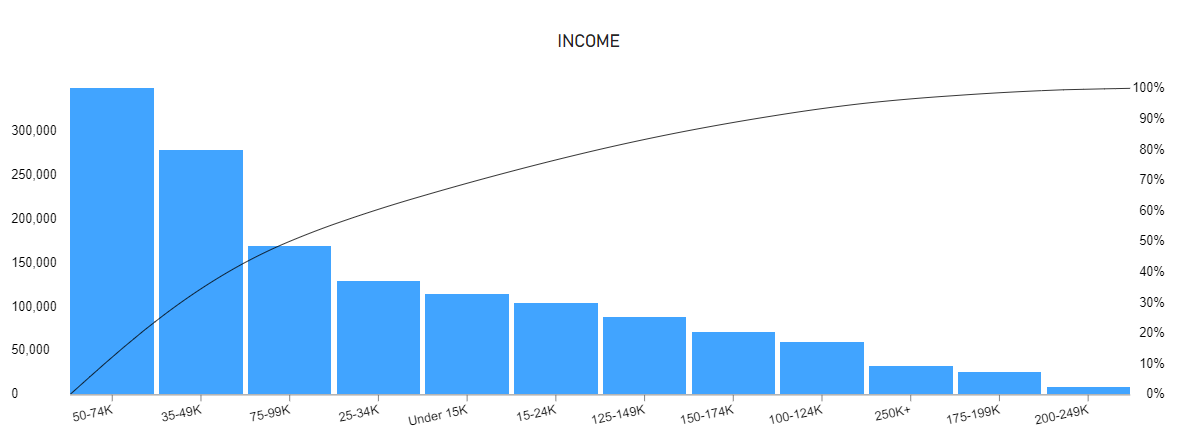 INCOME
300,000
250,000
200,000
150,000
100,000
50,000
0
100%
90%
80%
70%
60%
50%
40%
30%
20%
10%
0%
50-74K
35-49K
75-99K
25-34K
Under 15K
15-24K
125-149K
150-174K
100-124K
250K+
175-199K
200-249K